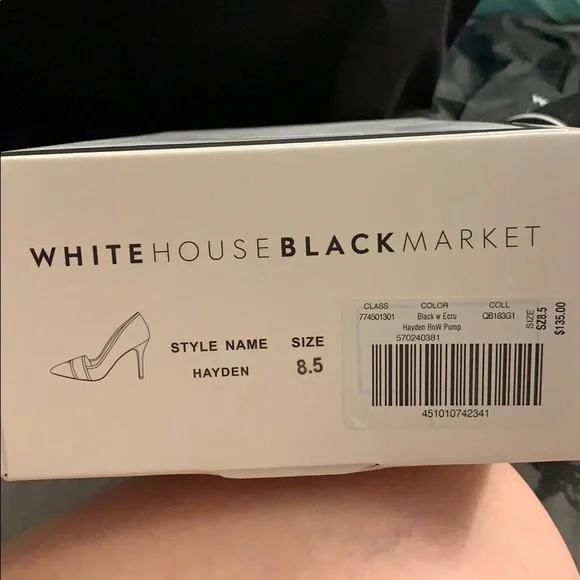 WHITEHOUSEBLACKMARKET
STYLE NAME SIZE
HAYDEN 8.5
CLASS COLOR COLL
774501301 Black w Ecru QB163G1
Hayden BnW Pump
570240381
451010742341
SIZE
SZ8.5
$135.00